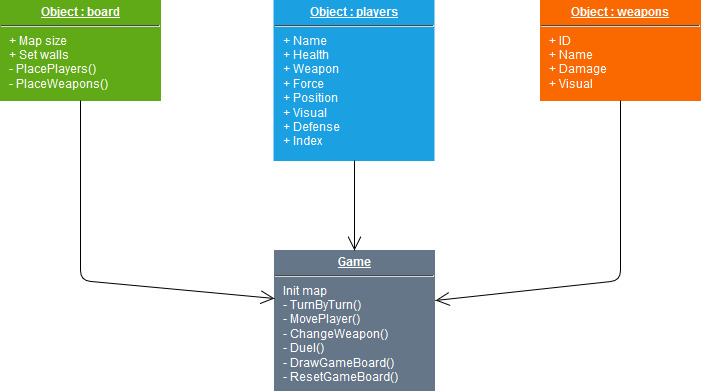 Object : board
+ Map size
+ Set walls
- PlacePlayers()
- PlaceWeapons()
Object : players
+ Name
+ Health
+ Weapon
+ Force
+ Position
+ Visual
+ Defense
+ Index
Object : weapons
+ ID
+ Name
+ Damage
+ Visual
Game
Init map
- TurnByTurn()
- MovePlayer()
- ChangeWeapon()
- Duel()
- DrawGameBoard()
- ResetGameBoard()